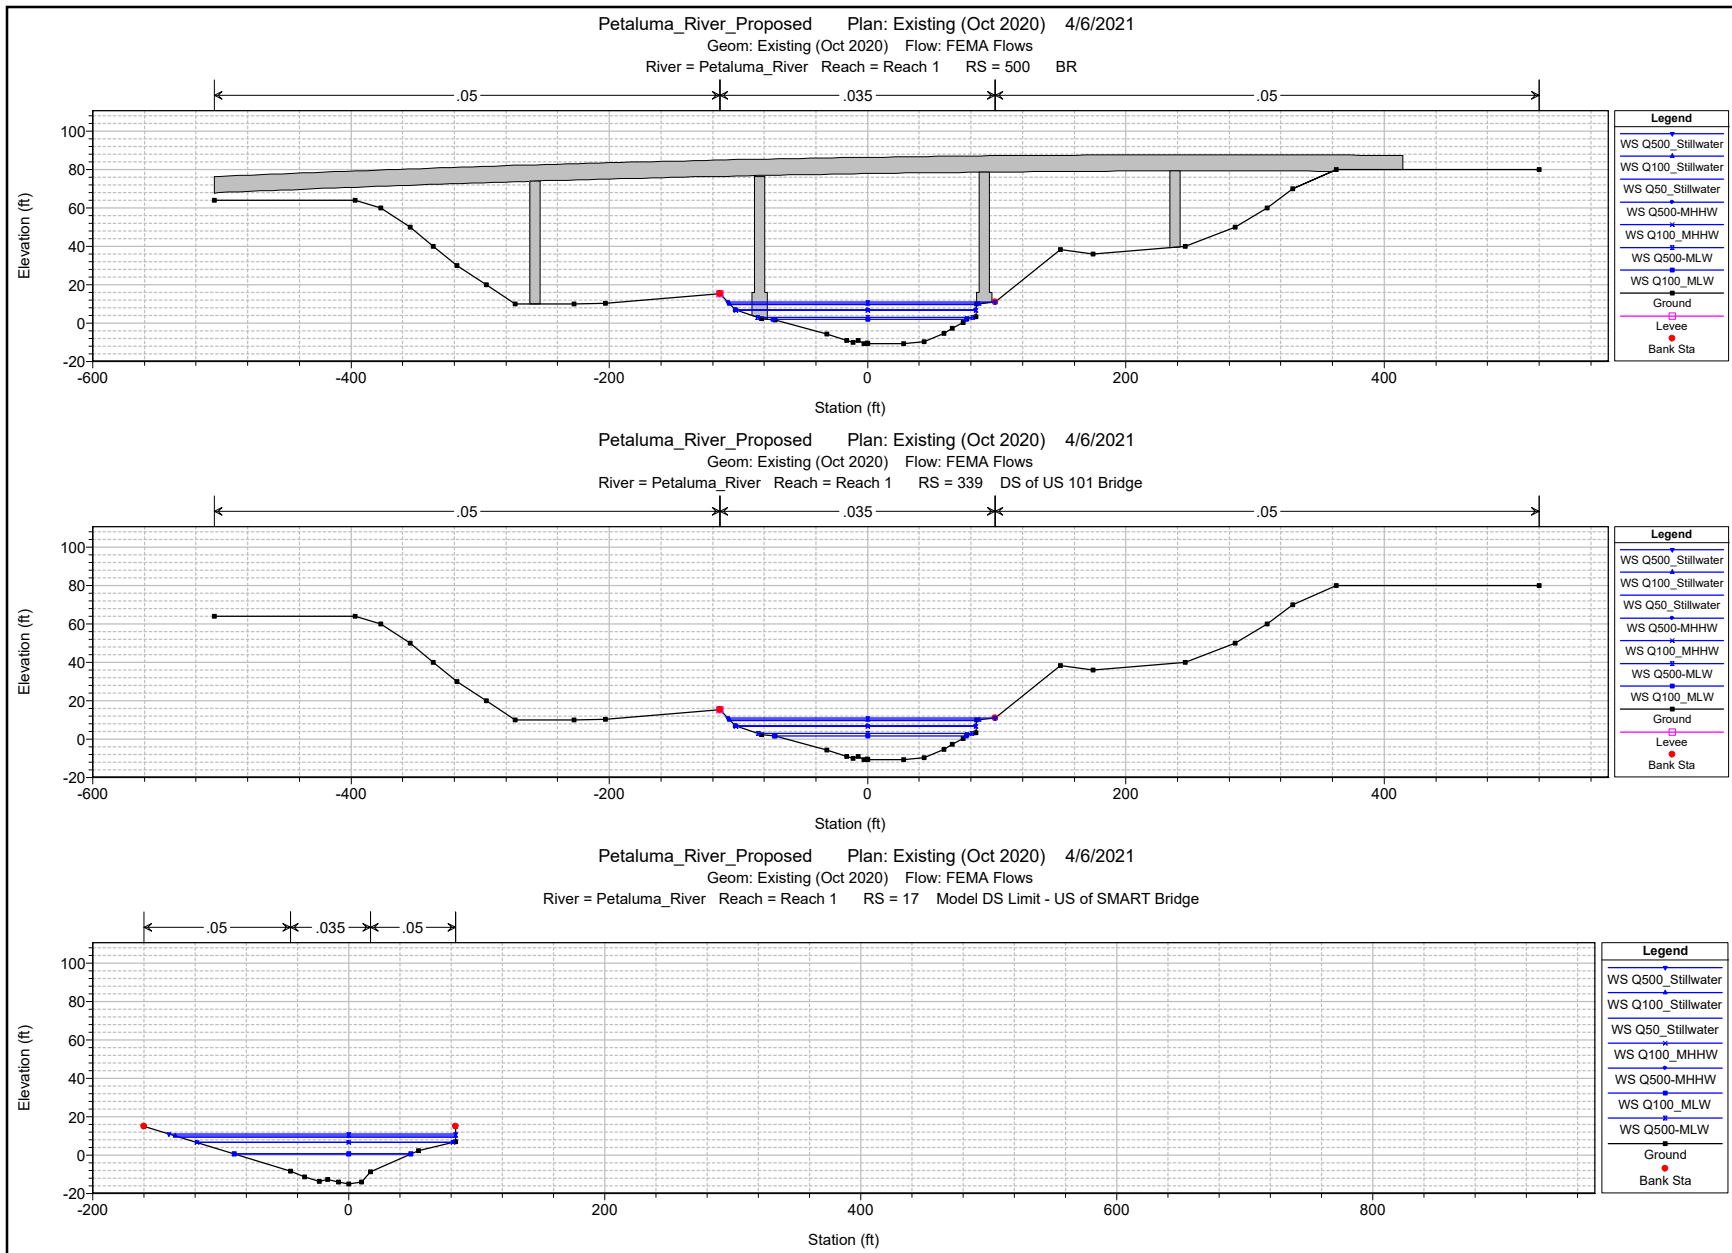 Petaluma_River_Proposed Plan: Existing (Oct 2020) 4/6/2021
Geom: Existing (Oct 2020) Flow: FEMA Flows
River = Petaluma_River Reach = Reach 1 RS = 500 BR
.05 .035 .05
Elevation (ft)
100
80
60
40
20
0
-20
-600 -400 -200 0 200 400
Station (ft)
Legend
WS Q500_Stillwater
WS Q100_Stillwater
WS Q50_Stillwater
WS Q500-MHHW
WS Q100_MHHW
WS Q500-MLW
WS Q100_MLW
Ground
Levee
Bank Sta
Petaluma_River_Proposed Plan: Existing (Oct 2020) 4/6/2021
Geom: Existing (Oct 2020) Flow: FEMA Flows
River = Petaluma_River Reach = Reach 1 RS = 339 DS of US 101 Bridge
.05 .035 .05
Elevation (ft)
100
80
60
40
20
0
-20
-600 -400 -200 0 200 400
Station (ft)
Legend
WS Q500_Stillwater
WS Q100_Stillwater
WS Q50_Stillwater
WS Q500-MHHW
WS Q100_MHHW
WS Q500-MLW
WS Q100_MLW
Ground
Levee
Bank Sta
Petaluma_River_Proposed Plan: Existing (Oct 2020) 4/6/2021
Geom: Existing (Oct 2020) Flow: FEMA Flows
River = Petaluma_River Reach = Reach 1 RS = 17 Model DS Limit - US of SMART Bridge
.05 .035 .05
Elevation (ft)
100
80
60
40
20
0
-20
-200 0 200 400 600 800
Station (ft)
Legend
WS Q500_Stillwater
WS Q100_Stillwater
WS Q50_Stillwater
WS Q100_MHHW
WS Q500-MHHW
WS Q100_MLW
WS Q500-MLW
Ground
Bank Sta